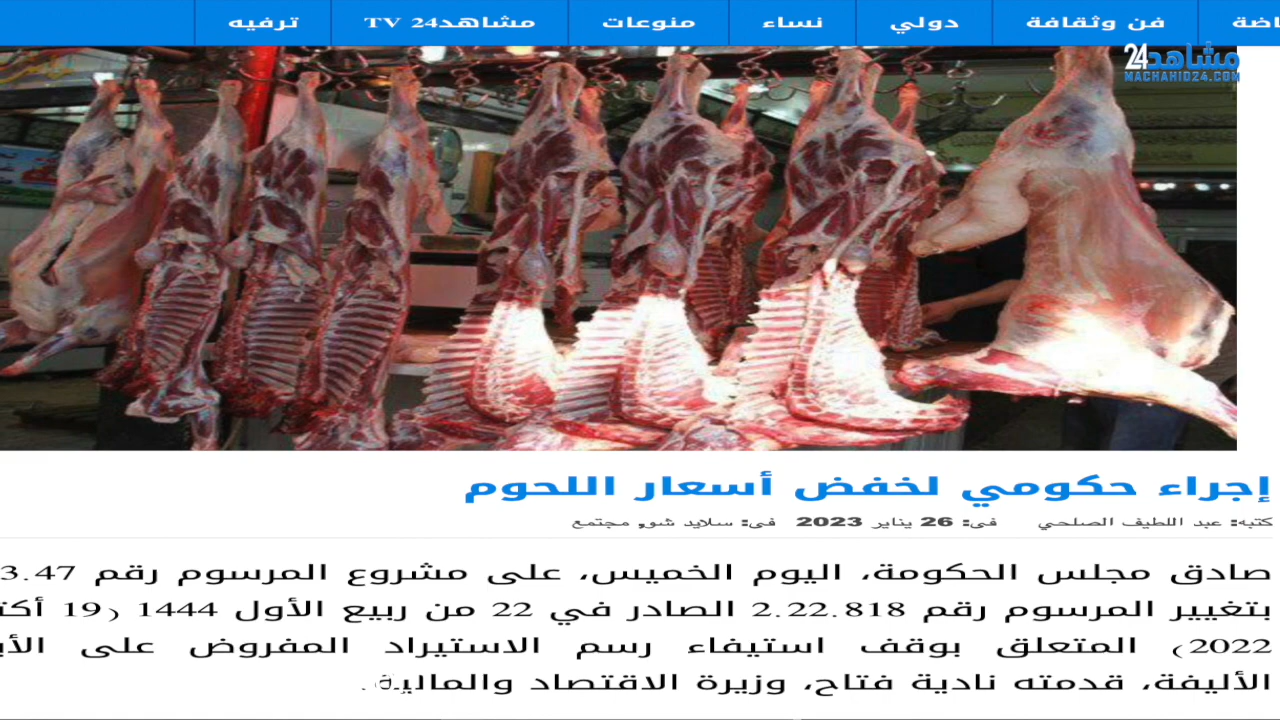 فن وثقافة دولي نساء منوعات مشاهدTV 24 ترفيه
مشاهد24
MACHAHID24.COM
إجراء حكومي لخفض أسعار اللحوم
كتبه: عبد اللطيف الصلحي في: 26 يناير 2023 في: سلايد شو, مجتمع
صادق مجلس الحكومة، اليوم الخميس، على مشروع المرسوم رقم
بتغيير المرسوم رقم 2.22.818 الصادر في 22 من ربيع الأول 1444 (19
2022) المتعلق بوقف استيفاء رسم الاستيراد المفروض على
الأليفة، قدمته نادية فتاح، وزيرة الاقتصاد والمالية.